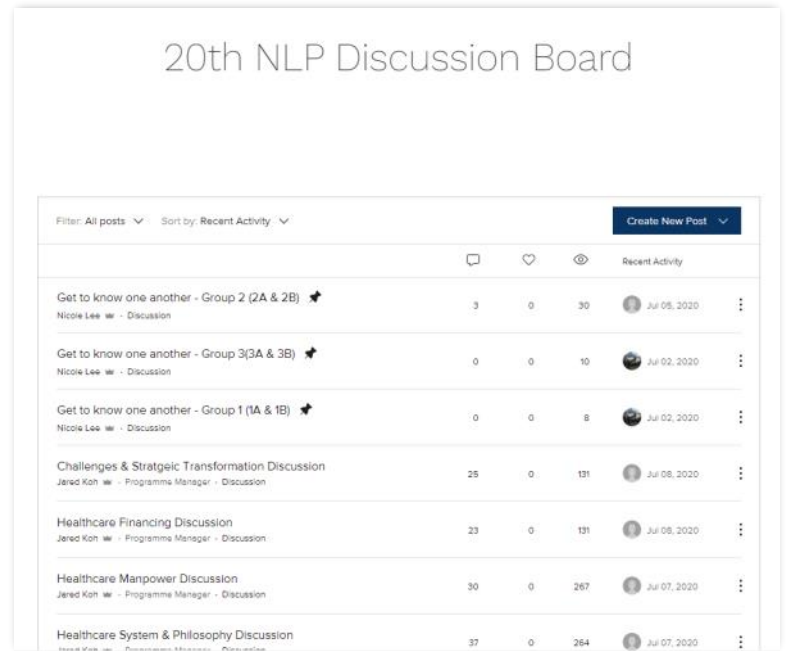 20th NLP Discussion Board
Filter: All posts Sort by: Recent Activity Create New Post
Recent Activity
Get to know one another - Group 2 (2A & 2B)
3 0 30 Jul 05, 2020
Nicole Lee - Discussion
Get to know one another - Group 3(3A & 3B)
0 0 10 Jul 02, 2020
Nicole Lee - Discussion
Get to know one another - Group 1 (1A & 1B)
0 0 8 Jul 02, 2020
Nicole Lee - Discussion
Challenges & Stratgeic Transformation Discussion
25 0 131 Jul 08, 2020
Jared Koh - Programme Manager - Discussion
Healthcare Financing Discussion
23 0 131 Jul 08, 2020
Jared Koh - Programme Manager - Discussion
Healthcare Manpower Discussion
30 0 267 Jul 07, 2020
Jared Koh - Programme Manager - Discussion
Healthcare System & Philosophy Discussion
37 0 264 Jul 07, 2020
Jared Koh - Programme Manager - Discussion